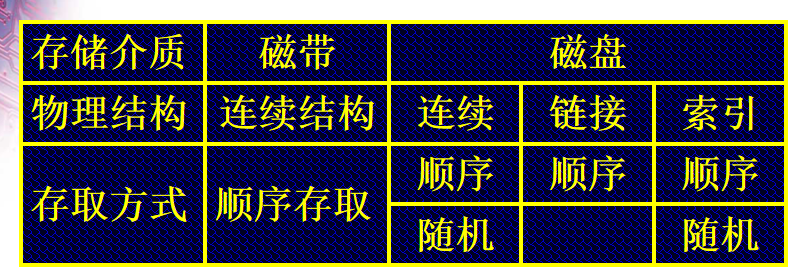 存储介质 磁带 磁盘
物理结构 连续结构 连续 链接 索引
存取方式 顺序存取 顺序 顺序 顺序
随机 随机